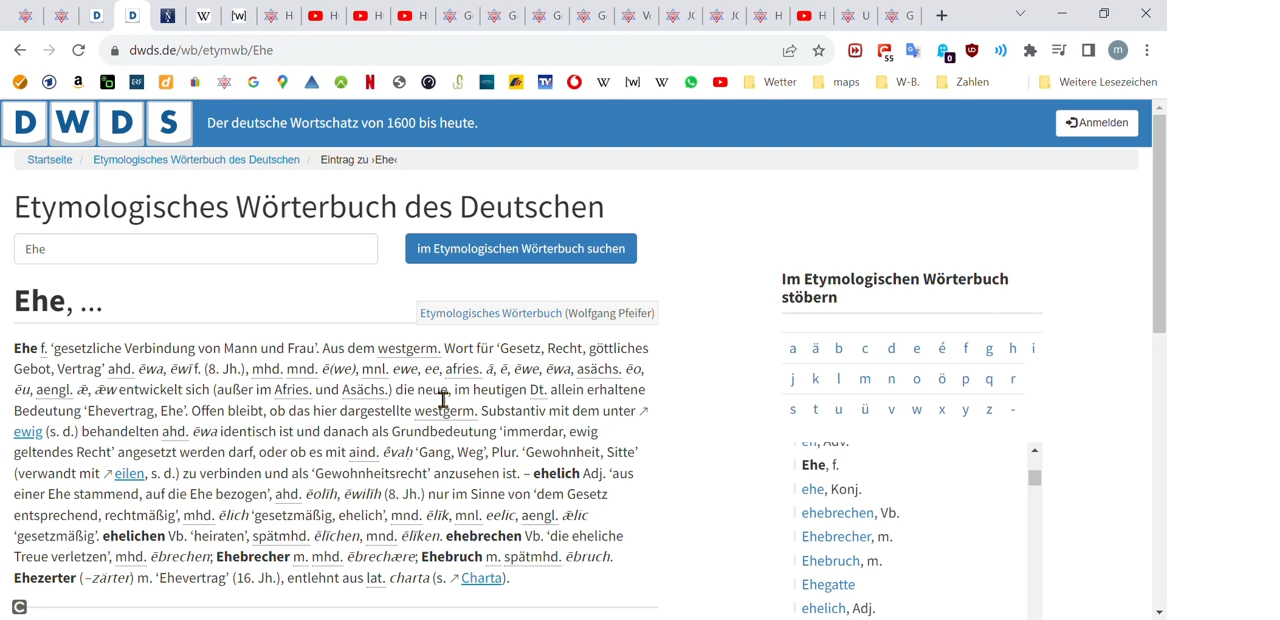 dwds.de/wb/etymwb/Ehe
Wetter maps W-B. Zahlen Weitere Lesezeichen
D W D S Der deutsche Wortschatz von 1600 bis heute. Anmelden
Startseite / Etymologisches Wörterbuch des Deutschen / Eintrag zu ›Ehe‹
Etymologisches Wörterbuch des Deutschen
Ehe im Etymologischen Wörterbuch suchen
Ehe, ...
Etymologisches Wörterbuch (Wolfgang Pfeifer)
Ehe f. ‘gesetzliche Verbindung von Mann und Frau’. Aus dem westgerm. Wort für ‘Gesetz, Recht, göttliches
Gebot, Vertrag’ ahd. ēwa, ēwī f. (8. Jh.), mhd. mnd. ē(we), mnl. ewe, ee, afries. ā, ē, ēwe, ēwa, asächs. ēo,
ēu, aengl. ǣ, ǣw entwickelt sich (außer im Afries. und Asächs.) die neue, im heutigen Dt. allein erhaltene
Bedeutung ‘Ehevertrag, Ehe’. Offen bleibt, ob das hier dargestellte westgerm. Substantiv mit dem unter ↗
ewig (s. d.) behandelten ahd. ēwa identisch ist und danach als Grundbedeutung ‘immerdar, ewig
geltendes Recht’ angesetzt werden darf, oder ob es mit aind. évaḥ ‘Gang, Weg’, Plur. ‘Gewohnheit, Sitte’
(verwandt mit ↗eilen, s. d.) zu verbinden und als ‘Gewohnheitsrecht’ anzusehen ist. – ehelich Adj. ‘aus
einer Ehe stammend, auf die Ehe bezogen’, ahd. ēolīh, ēwilīh (8. Jh.) nur im Sinne von ‘dem Gesetz
entsprechend, rechtmäßig’, mhd. ēlich ‘gesetzmäßig, ehelich’, mnd. ēlīk, mnl. eelic, aengl. ǣlic
‘gesetzmäßig’. ehelichen Vb. ‘heiraten’, spätmhd. ēlīchen, mnd. ēlīken. ehebrechen Vb. ‘die eheliche
Treue verletzen’, mhd. ēbrechen; Ehebrecher m. mhd. ēbrechære; Ehebruch m. spätmhd. ēbruch.
Ehezerter (–zärter) m. ‘Ehevertrag’ (16. Jh.), entlehnt aus lat. charta (s. ↗Charta).
Im Etymologischen Wörterbuch
stöbern
a ä b c d e é f g h i
j k l m n o ö p q r
s t u ü v w x y z -
Ehe, f.
ehe, Konj.
ehebrechen, Vb.
Ehebrecher, m.
Ehebruch, m.
Ehegatte
ehelich, Adj.